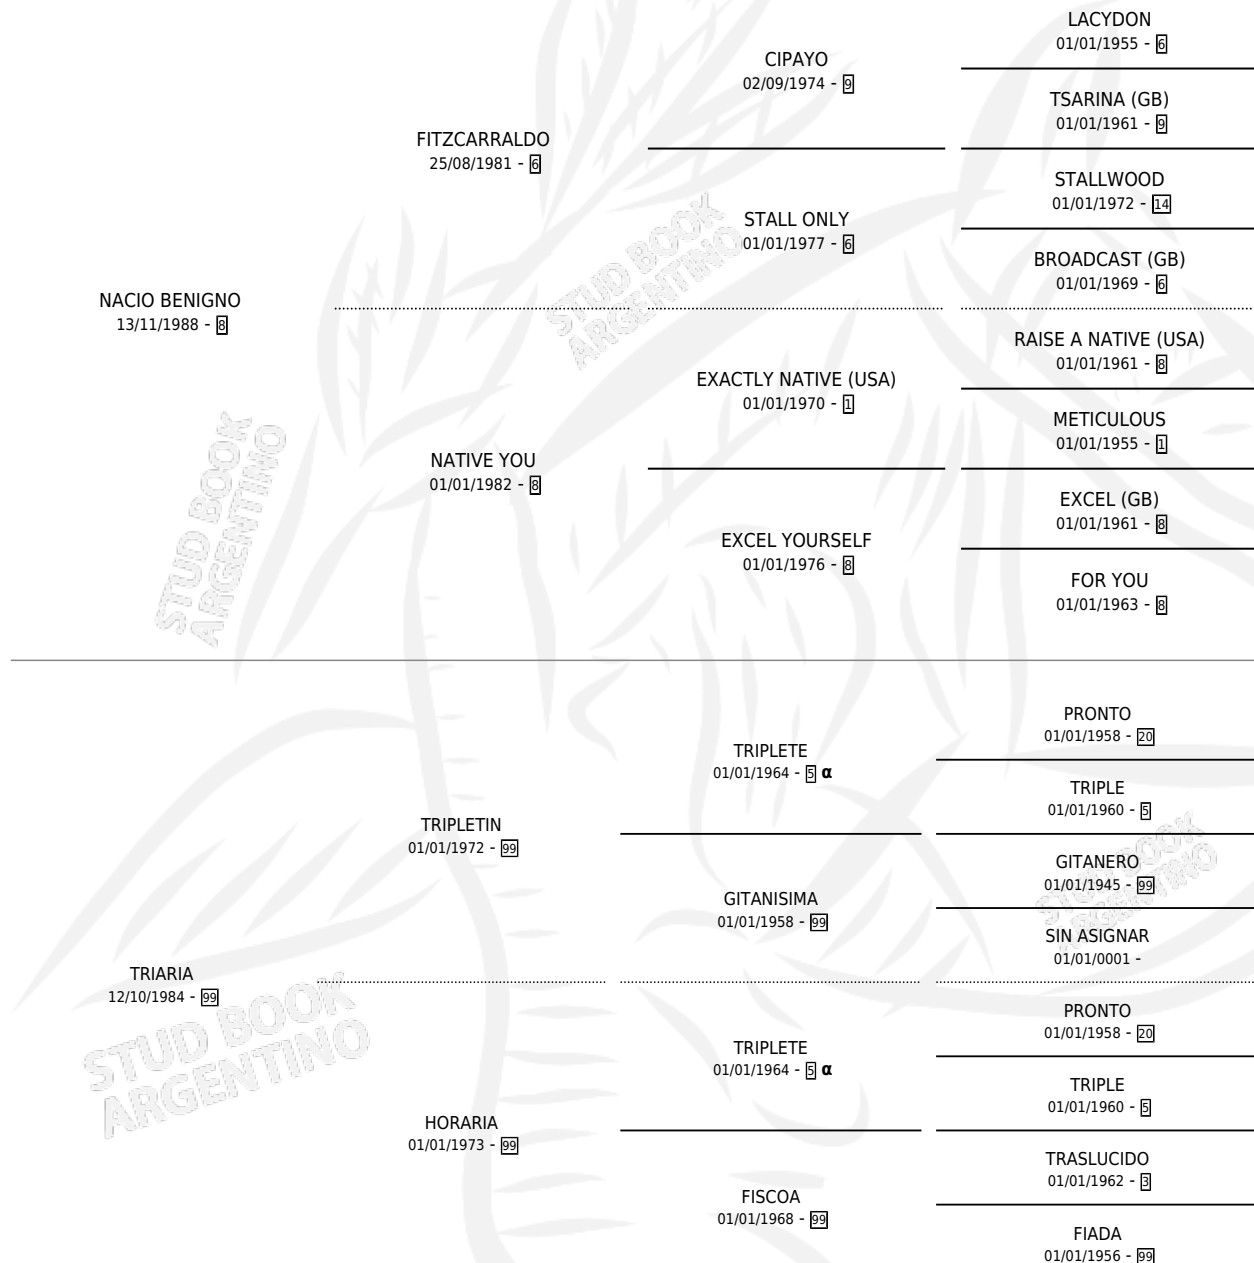 LACYDON
01/01/1955 - 6
CIPAYO
02/09/1974 - 9
TSARINA (GB)
01/01/1961 - 9
FITZCARRALDO
25/08/1981 - 6
STALLWOOD
01/01/1972 - 14
STALL ONLY
01/01/1977 - 6
BROADCAST (GB)
01/01/1969 - 6
NACIO BENIGNO
13/11/1988 - 8
RAISE A NATIVE (USA)
01/01/1961 - 8
EXACTLY NATIVE (USA)
01/01/1970 - 1
METICULOUS
01/01/1955 - 1
NATIVE YOU
01/01/1982 - 8
EXCEL (GB)
01/01/1961 - 8
EXCEL YOURSELF
01/01/1976 - 8
FOR YOU
01/01/1963 - 8
PRONTO
01/01/1958 - 20
TRIPLETE
01/01/1964 - 5 α
TRIPLE
01/01/1960 - 5
TRIPLETIN
01/01/1972 - 99
GITANERO
01/01/1945 - 99
GITANISIMA
01/01/1958 - 99
SIN ASIGNAR
01/01/0001 -
TRIARIA
12/10/1984 - 99
PRONTO
01/01/1958 - 20
TRIPLETE
01/01/1964 - 5 α
TRIPLE
01/01/1960 - 5
HORARIA
01/01/1973 - 99
TRASLUCIDO
01/01/1962 - 3
FISCOA
01/01/1968 - 99
FIADA
01/01/1956 - 99
STUD BOOK
ARGENTINO
STUD BOOK
ARGENTINO
STUD BOOK
ARGENTINO
STUD BOOK
ARGENTINO